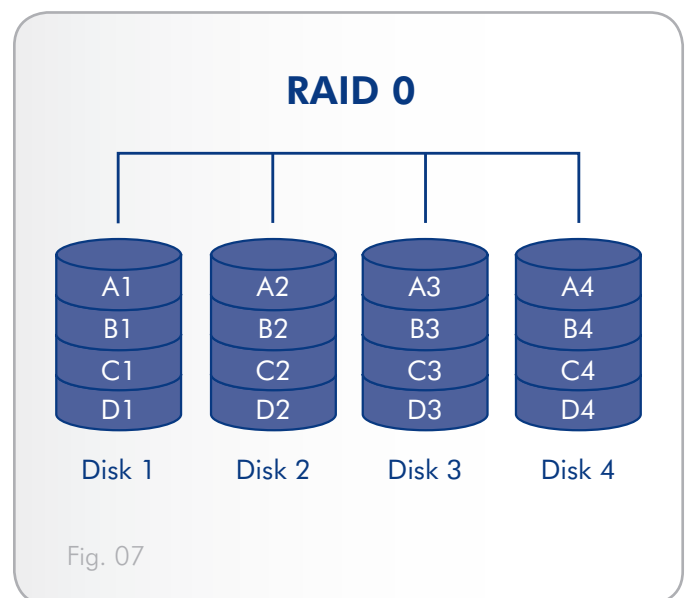 RAID 0
A1 A2 A3 A4
B1 B2 B3 B4
C1 C2 C3 C4
D1 D2 D3 D4
Disk 1 Disk 2 Disk 3 Disk 4
Fig. 07